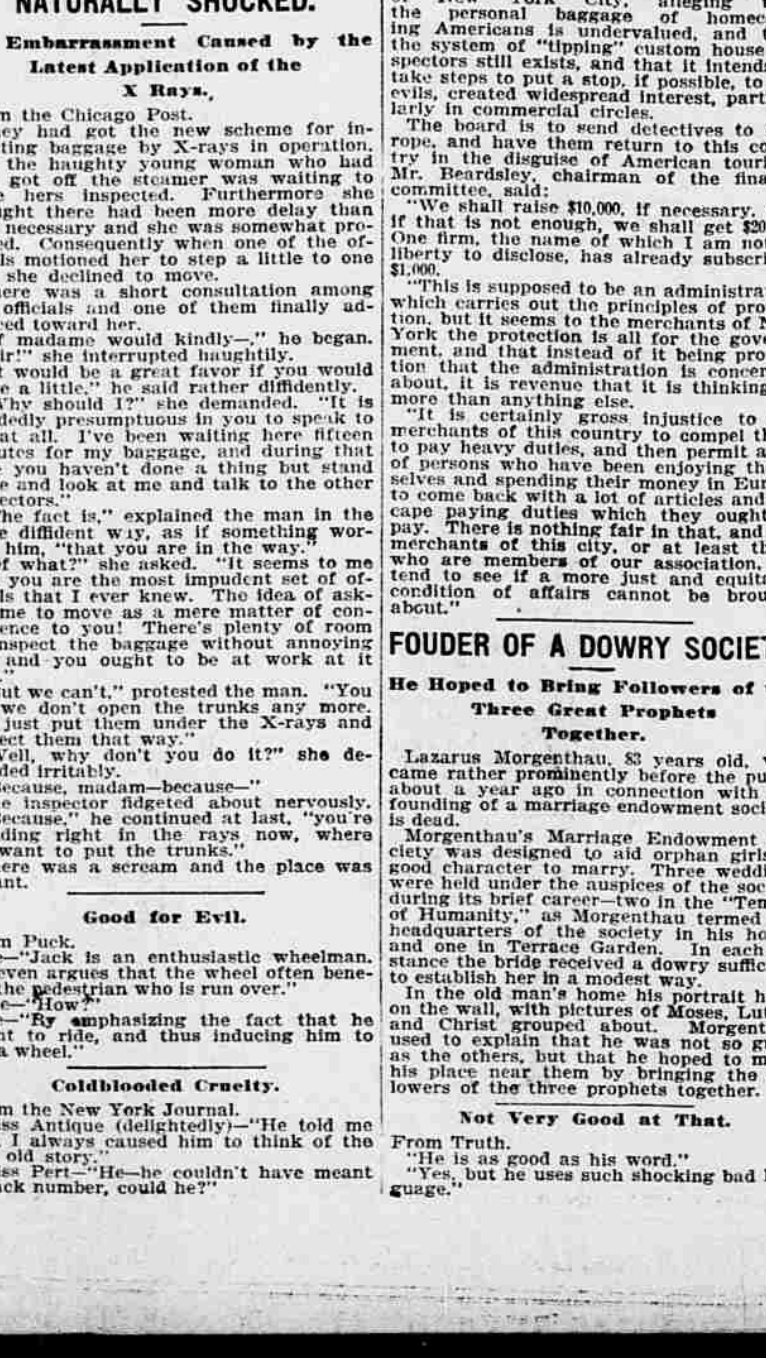 NATURALLY SHOCKED.
Embarrassment Caused by the
Latest Application of the
X Rays.
m the Chicago Post.
ey had got the new scheme for in-
ting baggage by X-rays in operation.
the haughty young woman who had
got off the steamer was waiting to
e hers inspected. Furthermore she
ught there had been more delay than
necessary and she was somewhat pro-
ed. Consequently when one of the of-
ls motioned her to step a little to one
she declined to move.
ere was a short consultation among
officials and one of them finally ad-
ced toward her.
f madame would kindly—," he began.
ir!" she interrupted haughtily.
t would be a great favor if you would
e a little," he said rather diffidently.
Why should I?" she demanded. "It is
dedly presumptuous in you to speak to
at all. I've been waiting here fifteen
utes for my baggage, and during that
e you haven't done a thing but stand
e and look at me and talk to the other
ectors."
he fact is," explained the man in the
e diffident way, as if something wor-
him, "that you are in the way."
f what?" she asked. "It seems to me
you are the most impudent set of of-
ls that I ever knew. The idea of ask-
me to move as a mere matter of con-
ence to you! There's plenty of room
nspect the baggage without annoying
and you ought to be at work at it
"
ut we can't," protested the man. "You
we don't open the trunks any more.
just put them under the X-rays and
ect them that way."
Well, why don't you do it?" she de-
ded irritably.
ecause, madam—because—"
e inspector fidgeted about nervously.
ecause," he continued at last, "you're
ding right in the rays now, where
want to put the trunks."
ere was a scream and the place was
ant.
Good for Evil.
m Puck.
e—"Jack is an enthusiastic wheelman.
even argues that the wheel often bene-
the pedestrian who is run over."
e—"How?"
e—"By emphasizing the fact that he
ht to ride, and thus inducing him to
a wheel."
Coldblooded Cruelty.
m the New York Journal.
ss Antique (delightedly)—"He told me
I always caused him to think of the
old story."
ss Pert—"He—he couldn't have meant
ck number, could he?"
of New York City, alleging
the personal baggage of homec
ing Americans is undervalued, and t
the system of "tipping" custom house
spectors still exists, and that it intends
take steps to put a stop, if possible, to
evils, created widespread interest, part
larly in commercial circles.
The board is to send detectives to
rope, and have them return to this co
try in the disguise of American touri
Mr. Beardsley, chairman of the fina
committee, said:
"We shall raise $10,000, if necessary.
if that is not enough, we shall get $20
One firm, the name of which I am no
liberty to disclose, has already subscri
$1,000.
"This is supposed to be an administra
which carries out the principles of pro
tion, but it seems to the merchants of N
York the protection is all for the gove
ment, and that instead of it being pro
tion that the administration is concer
about, it is revenue that it is thinking
more than anything else.
"It is certainly gross injustice to
merchants of this country to compel th
to pay heavy duties, and then permit a
of persons who have been enjoying the
selves and spending their money in Eur
to come back with a lot of articles and
cape paying duties which they ought
pay. There is nothing fair in that, and
merchants of this city, or at least th
who are members of our association,
tend to see if a more just and equita
condition of affairs cannot be brou
about."
FOUDER OF A DOWRY SOCIET
He Hoped to Bring Followers of
Three Great Prophets
Together.
Lazarus Morgenthau, 83 years old, w
came rather prominently before the pu
about a year ago in connection with
founding of a marriage endowment soci
is dead.
Morgenthau's Marriage Endowment
ciety was designed to aid orphan girls
good character to marry. Three weddi
were held under the auspices of the soc
during its brief career—two in the "Tem
of Humanity," as Morgenthau termed
headquarters of the society in his ho
and one in Terrace Garden. In each
stance the bride received a dowry suffic
to establish her in a modest way.
In the old man's home his portrait h
on the wall, with pictures of Moses, Lut
and Christ grouped about. Morgent
used to explain that he was not so g
as the others, but that he hoped to m
his place near them by bringing the
lowers of the three prophets together.
Not Very Good at That.
From Truth.
"He is as good as his word."
"Yes, but he uses such shocking bad l
guage."